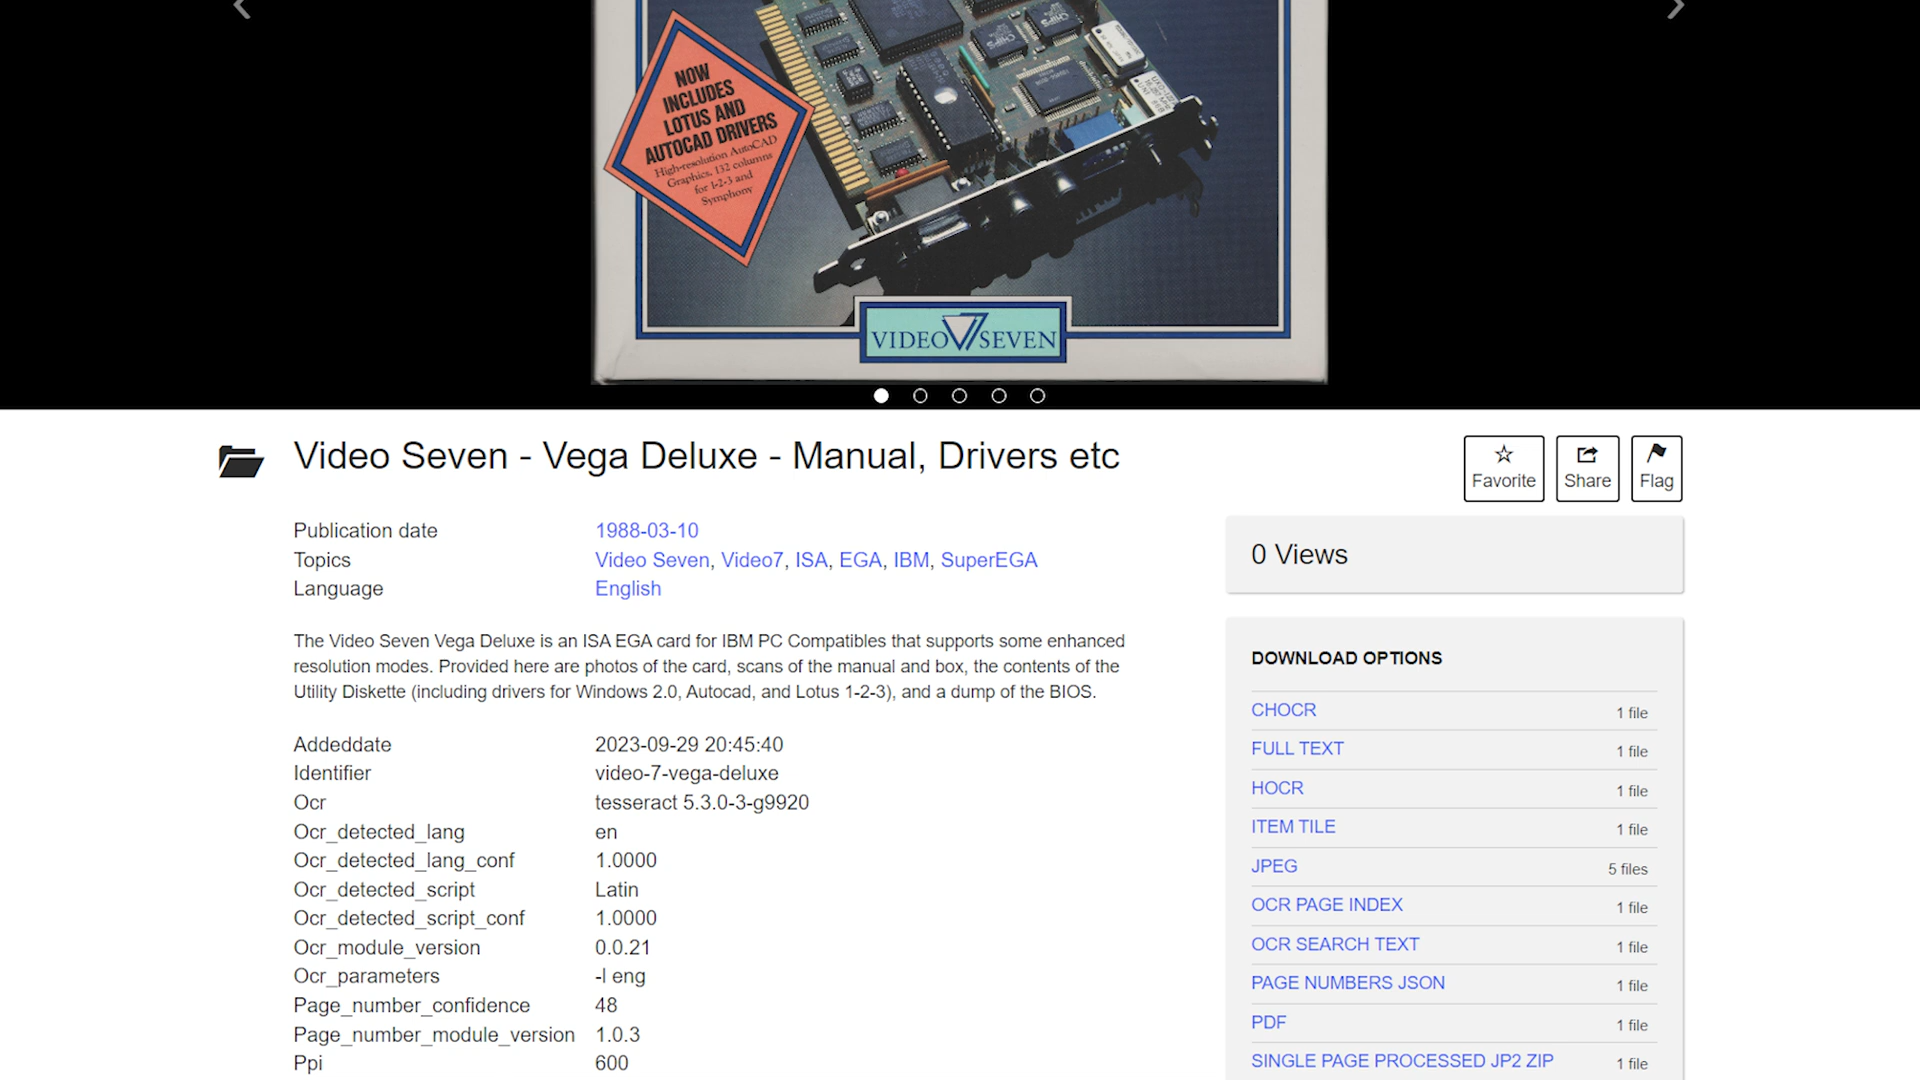 NOW
INCLUDES
LOTUS AND
AUTOCAD DRIVERS
High-resolution AutoCAD
Graphics, 132 columns
for 1-2-3 and
Symphony
CHIPS
CHIPS
VIDEO 7 SEVEN
Video Seven - Vega Deluxe - Manual, Drivers etc
Favorite
Share
Flag
Publication date 1988-03-10
Topics Video Seven, Video7, ISA, EGA, IBM, SuperEGA
Language English
0 Views
The Video Seven Vega Deluxe is an ISA EGA card for IBM PC Compatibles that supports some enhanced
resolution modes. Provided here are photos of the card, scans of the manual and box, the contents of the
Utility Diskette (including drivers for Windows 2.0, Autocad, and Lotus 1-2-3), and a dump of the BIOS.
Addeddate 2023-09-29 20:45:40
Identifier video-7-vega-deluxe
Ocr tesseract 5.3.0-3-g9920
Ocr_detected_lang en
Ocr_detected_lang_conf 1.0000
Ocr_detected_script Latin
Ocr_detected_script_conf 1.0000
Ocr_module_version 0.0.21
Ocr_parameters -l eng
Page_number_confidence 48
Page_number_module_version 1.0.3
Ppi 600
DOWNLOAD OPTIONS
CHOCR 1 file
FULL TEXT 1 file
HOCR 1 file
ITEM TILE 1 file
JPEG 5 files
OCR PAGE INDEX 1 file
OCR SEARCH TEXT 1 file
PAGE NUMBERS JSON 1 file
PDF 1 file
SINGLE PAGE PROCESSED JP2 ZIP 1 file